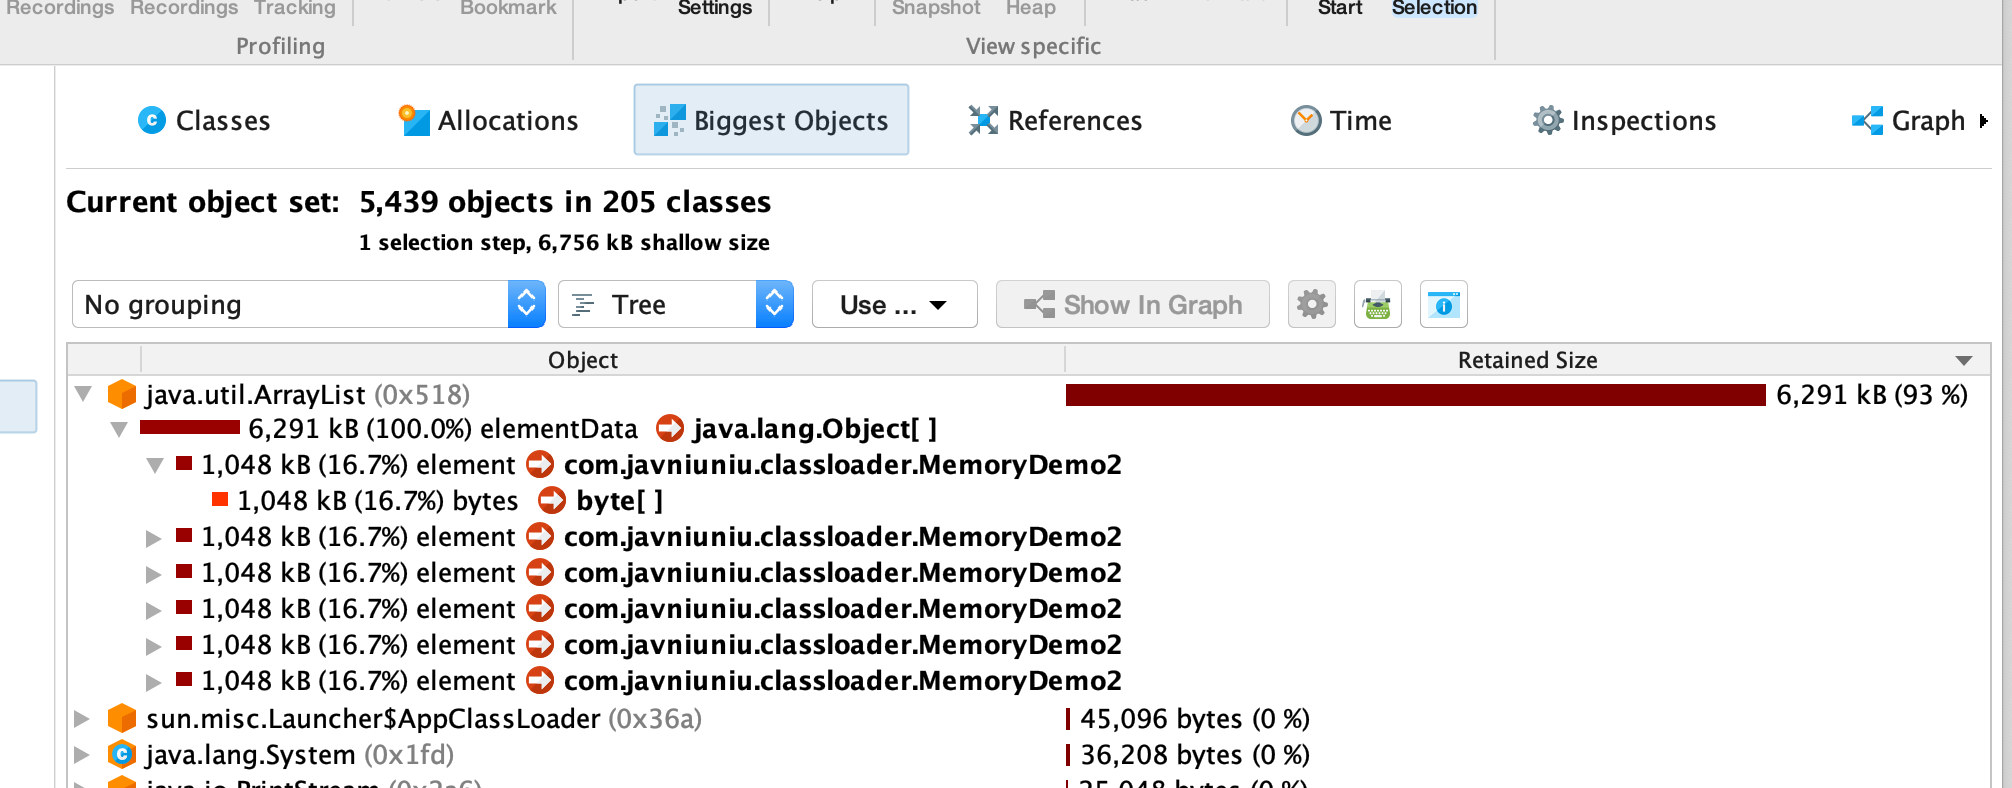 Recordings Recordings Tracking Bookmark Settings Snapshot Heap Start Selection
Profiling View specific
Classes Allocations Biggest Objects References Time Inspections Graph
Current object set: 5,439 objects in 205 classes
1 selection step, 6,756 kB shallow size
No grouping Tree Use ... Show In Graph
Object Retained Size
java.util.ArrayList (0x518) 6,291 kB (93 %)
6,291 kB (100.0%) elementData java.lang.Object[ ]
1,048 kB (16.7%) element com.javniuniu.classloader.MemoryDemo2
1,048 kB (16.7%) bytes byte[ ]
1,048 kB (16.7%) element com.javniuniu.classloader.MemoryDemo2
1,048 kB (16.7%) element com.javniuniu.classloader.MemoryDemo2
1,048 kB (16.7%) element com.javniuniu.classloader.MemoryDemo2
1,048 kB (16.7%) element com.javniuniu.classloader.MemoryDemo2
1,048 kB (16.7%) element com.javniuniu.classloader.MemoryDemo2
sun.misc.Launcher$AppClassLoader (0x36a) 45,096 bytes (0 %)
java.lang.System (0x1fd) 36,208 bytes (0 %)
java.io.PrintStream